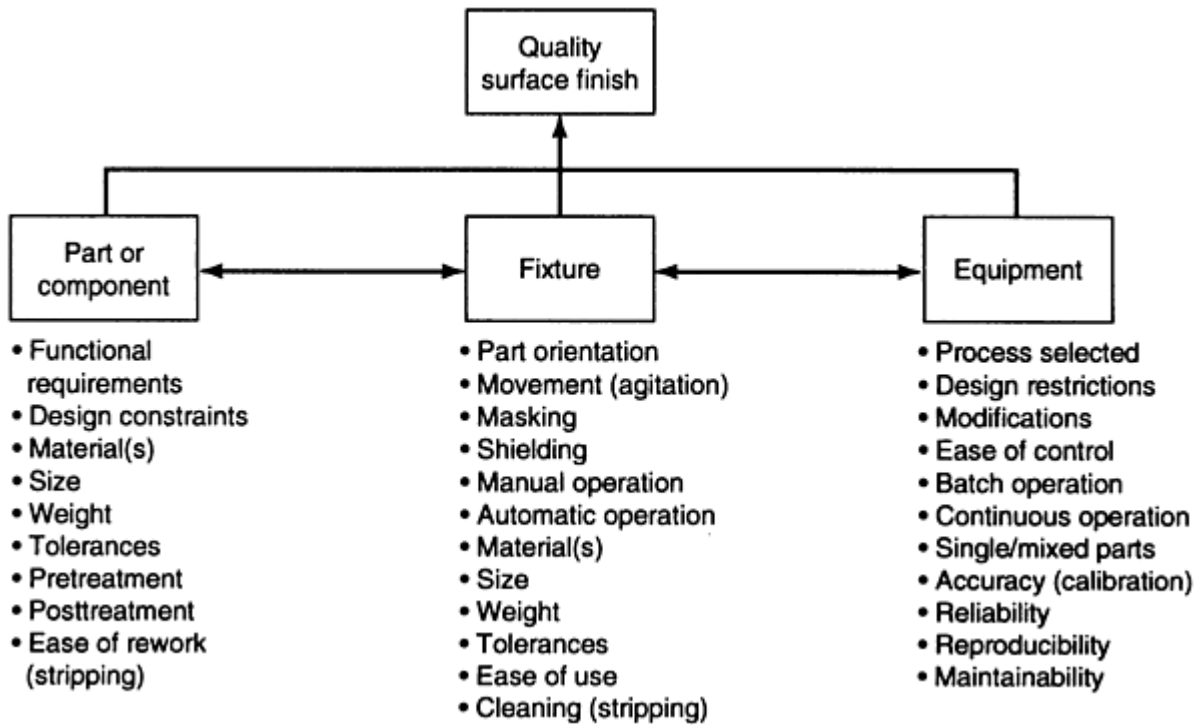 Quality
surface finish
Part or
component
Fixture
Equipment
• Functional
requirements
• Design constraints
• Material(s)
• Size
• Weight
• Tolerances
• Pretreatment
• Posttreatment
• Ease of rework
(stripping)
• Part orientation
• Movement (agitation)
• Masking
• Shielding
• Manual operation
• Automatic operation
• Material(s)
• Size
• Weight
• Tolerances
• Ease of use
• Cleaning (stripping)
• Process selected
• Design restrictions
• Modifications
• Ease of control
• Batch operation
• Continuous operation
• Single/mixed parts
• Accuracy (calibration)
• Reliability
• Reproducibility
• Maintainability